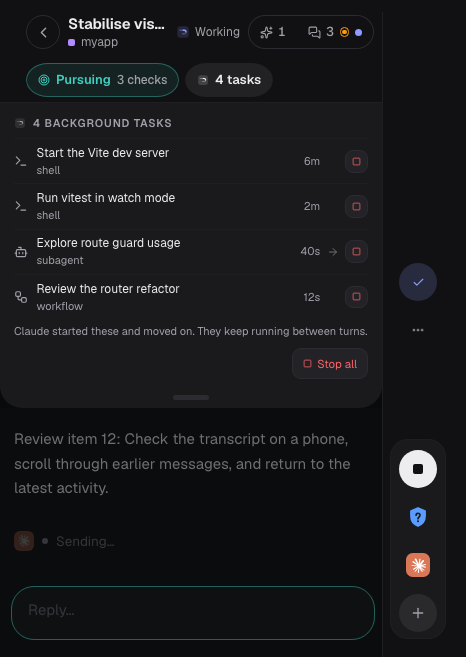 Stabilise vis...
myapp
Working
1
3
Pursuing 3 checks
4 tasks
4 BACKGROUND TASKS
Start the Vite dev server
shell
6m
Run vitest in watch mode
shell
2m
Explore route guard usage
subagent
40s
Review the router refactor
workflow
12s
Claude started these and moved on. They keep running between turns.
Stop all
Review item 12: Check the transcript on a phone,
scroll through earlier messages, and return to the
latest activity.
Sending...
Reply...